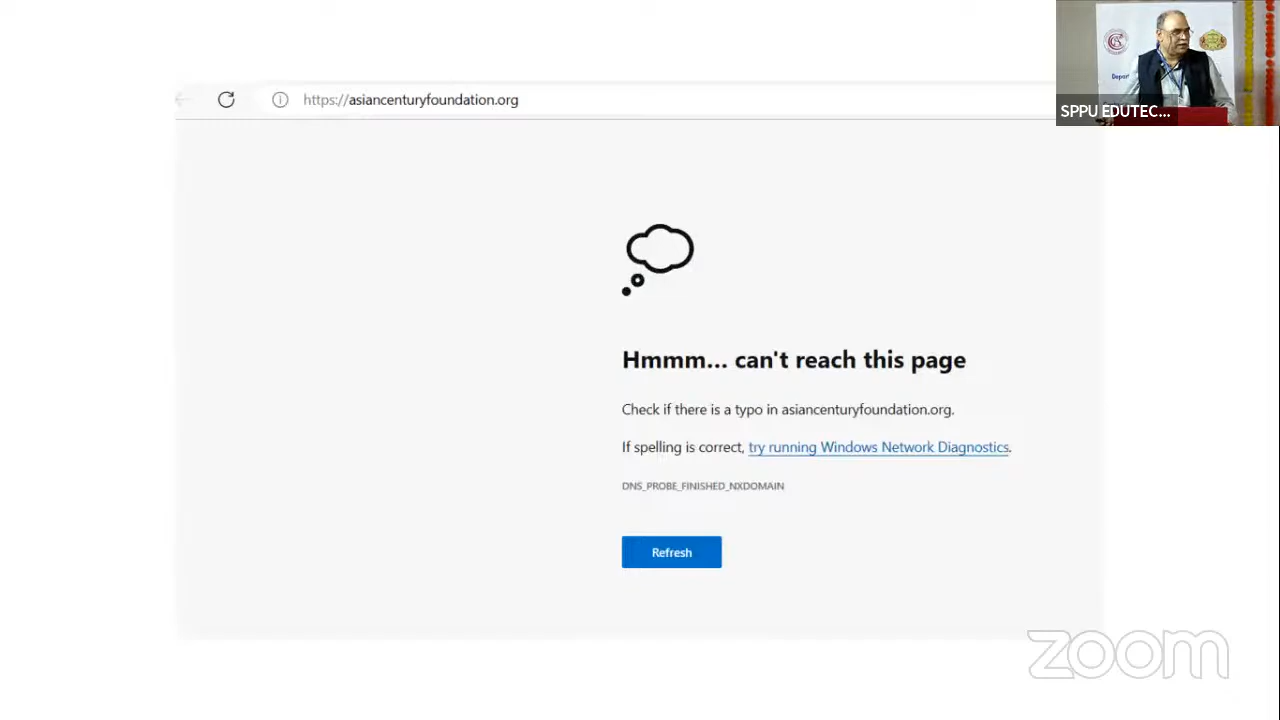 https://asiancenturyfoundation.org
SPPU EDUTEC...
Hmmm... can't reach this page
Check if there is a typo in asiancenturyfoundation.org.
If spelling is correct, try running Windows Network Diagnostics.
DNS_PROBE_FINISHED_NXDOMAIN
Refresh
zoom